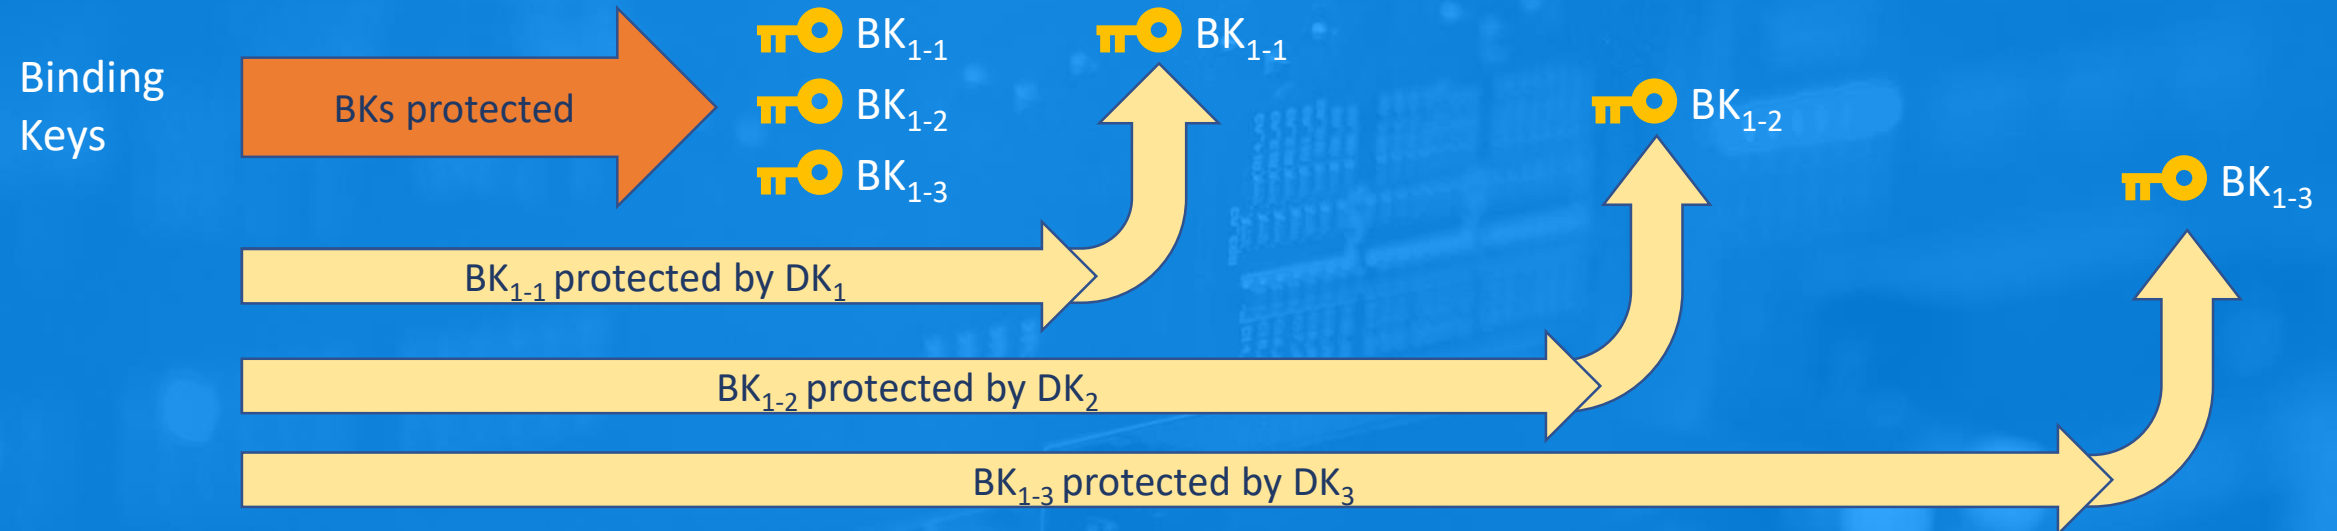 Binding
Keys
BKs protected
BK1-1
BK1-2
BK1-3
BK1-1
BK1-2
BK1-3
BK1-1 protected by DK1
BK1-2 protected by DK2
BK1-3 protected by DK3